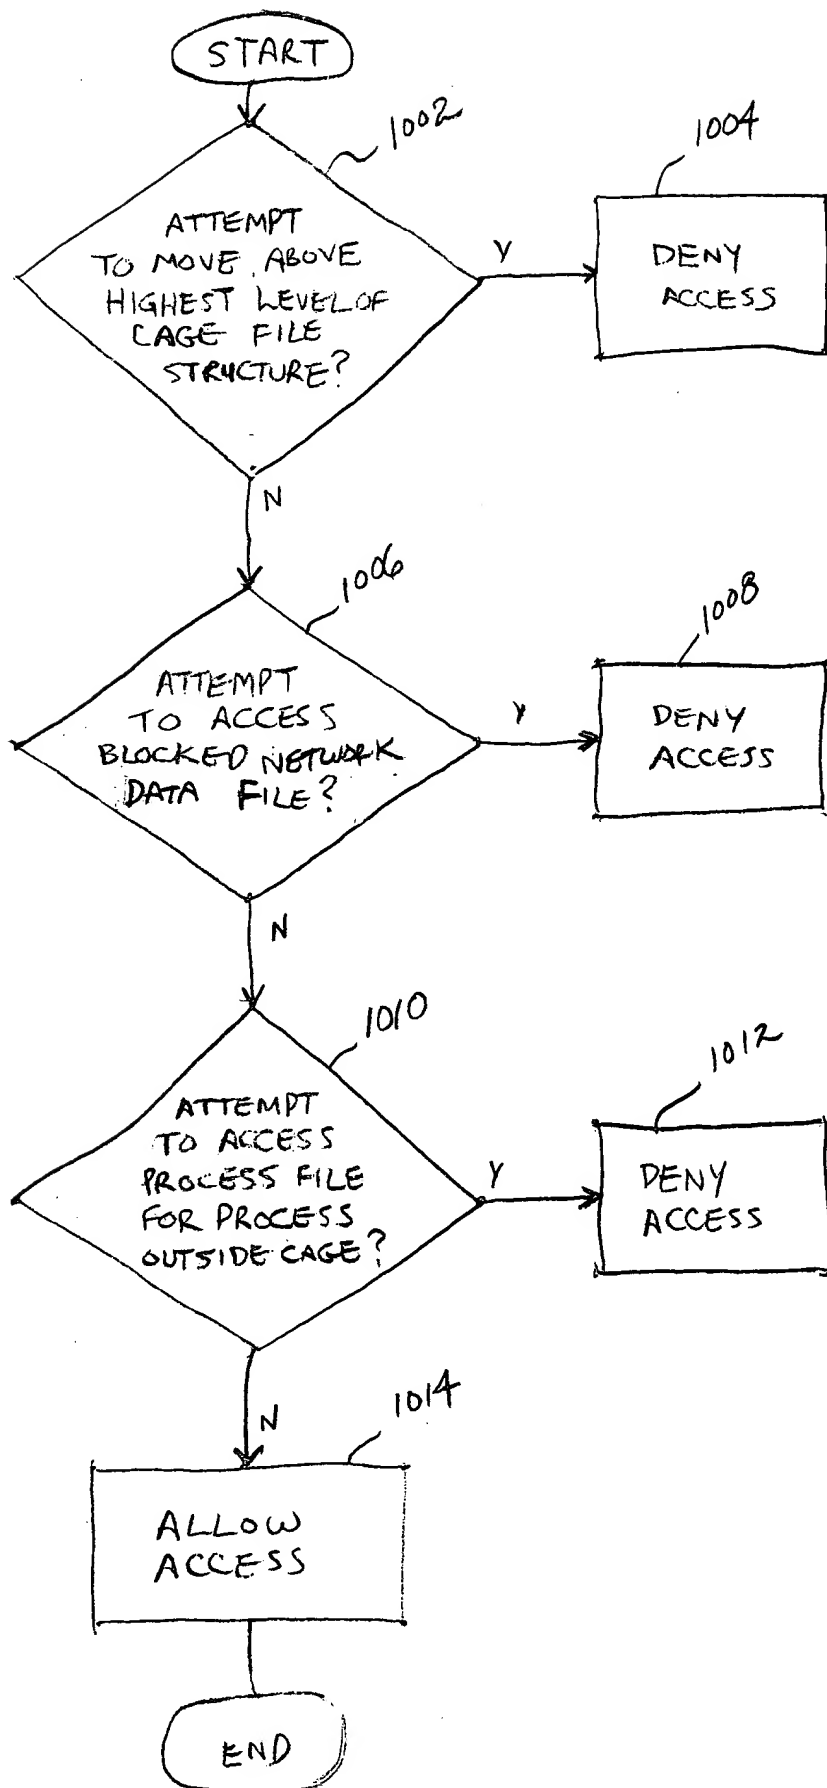 START
1002
ATTEMPT
TO MOVE ABOVE
HIGHEST LEVEL OF
CAGE FILE
STRUCTURE?
Y
1004
DENY
ACCESS
N
1006
ATTEMPT
TO ACCESS
BLOCKED NETWORK
DATA FILE?
Y
1008
DENY
ACCESS
N
1010
ATTEMPT
TO ACCESS
PROCESS FILE
FOR PROCESS
OUTSIDE CAGE?
Y
1012
DENY
ACCESS
N
1014
ALLOW
ACCESS
END